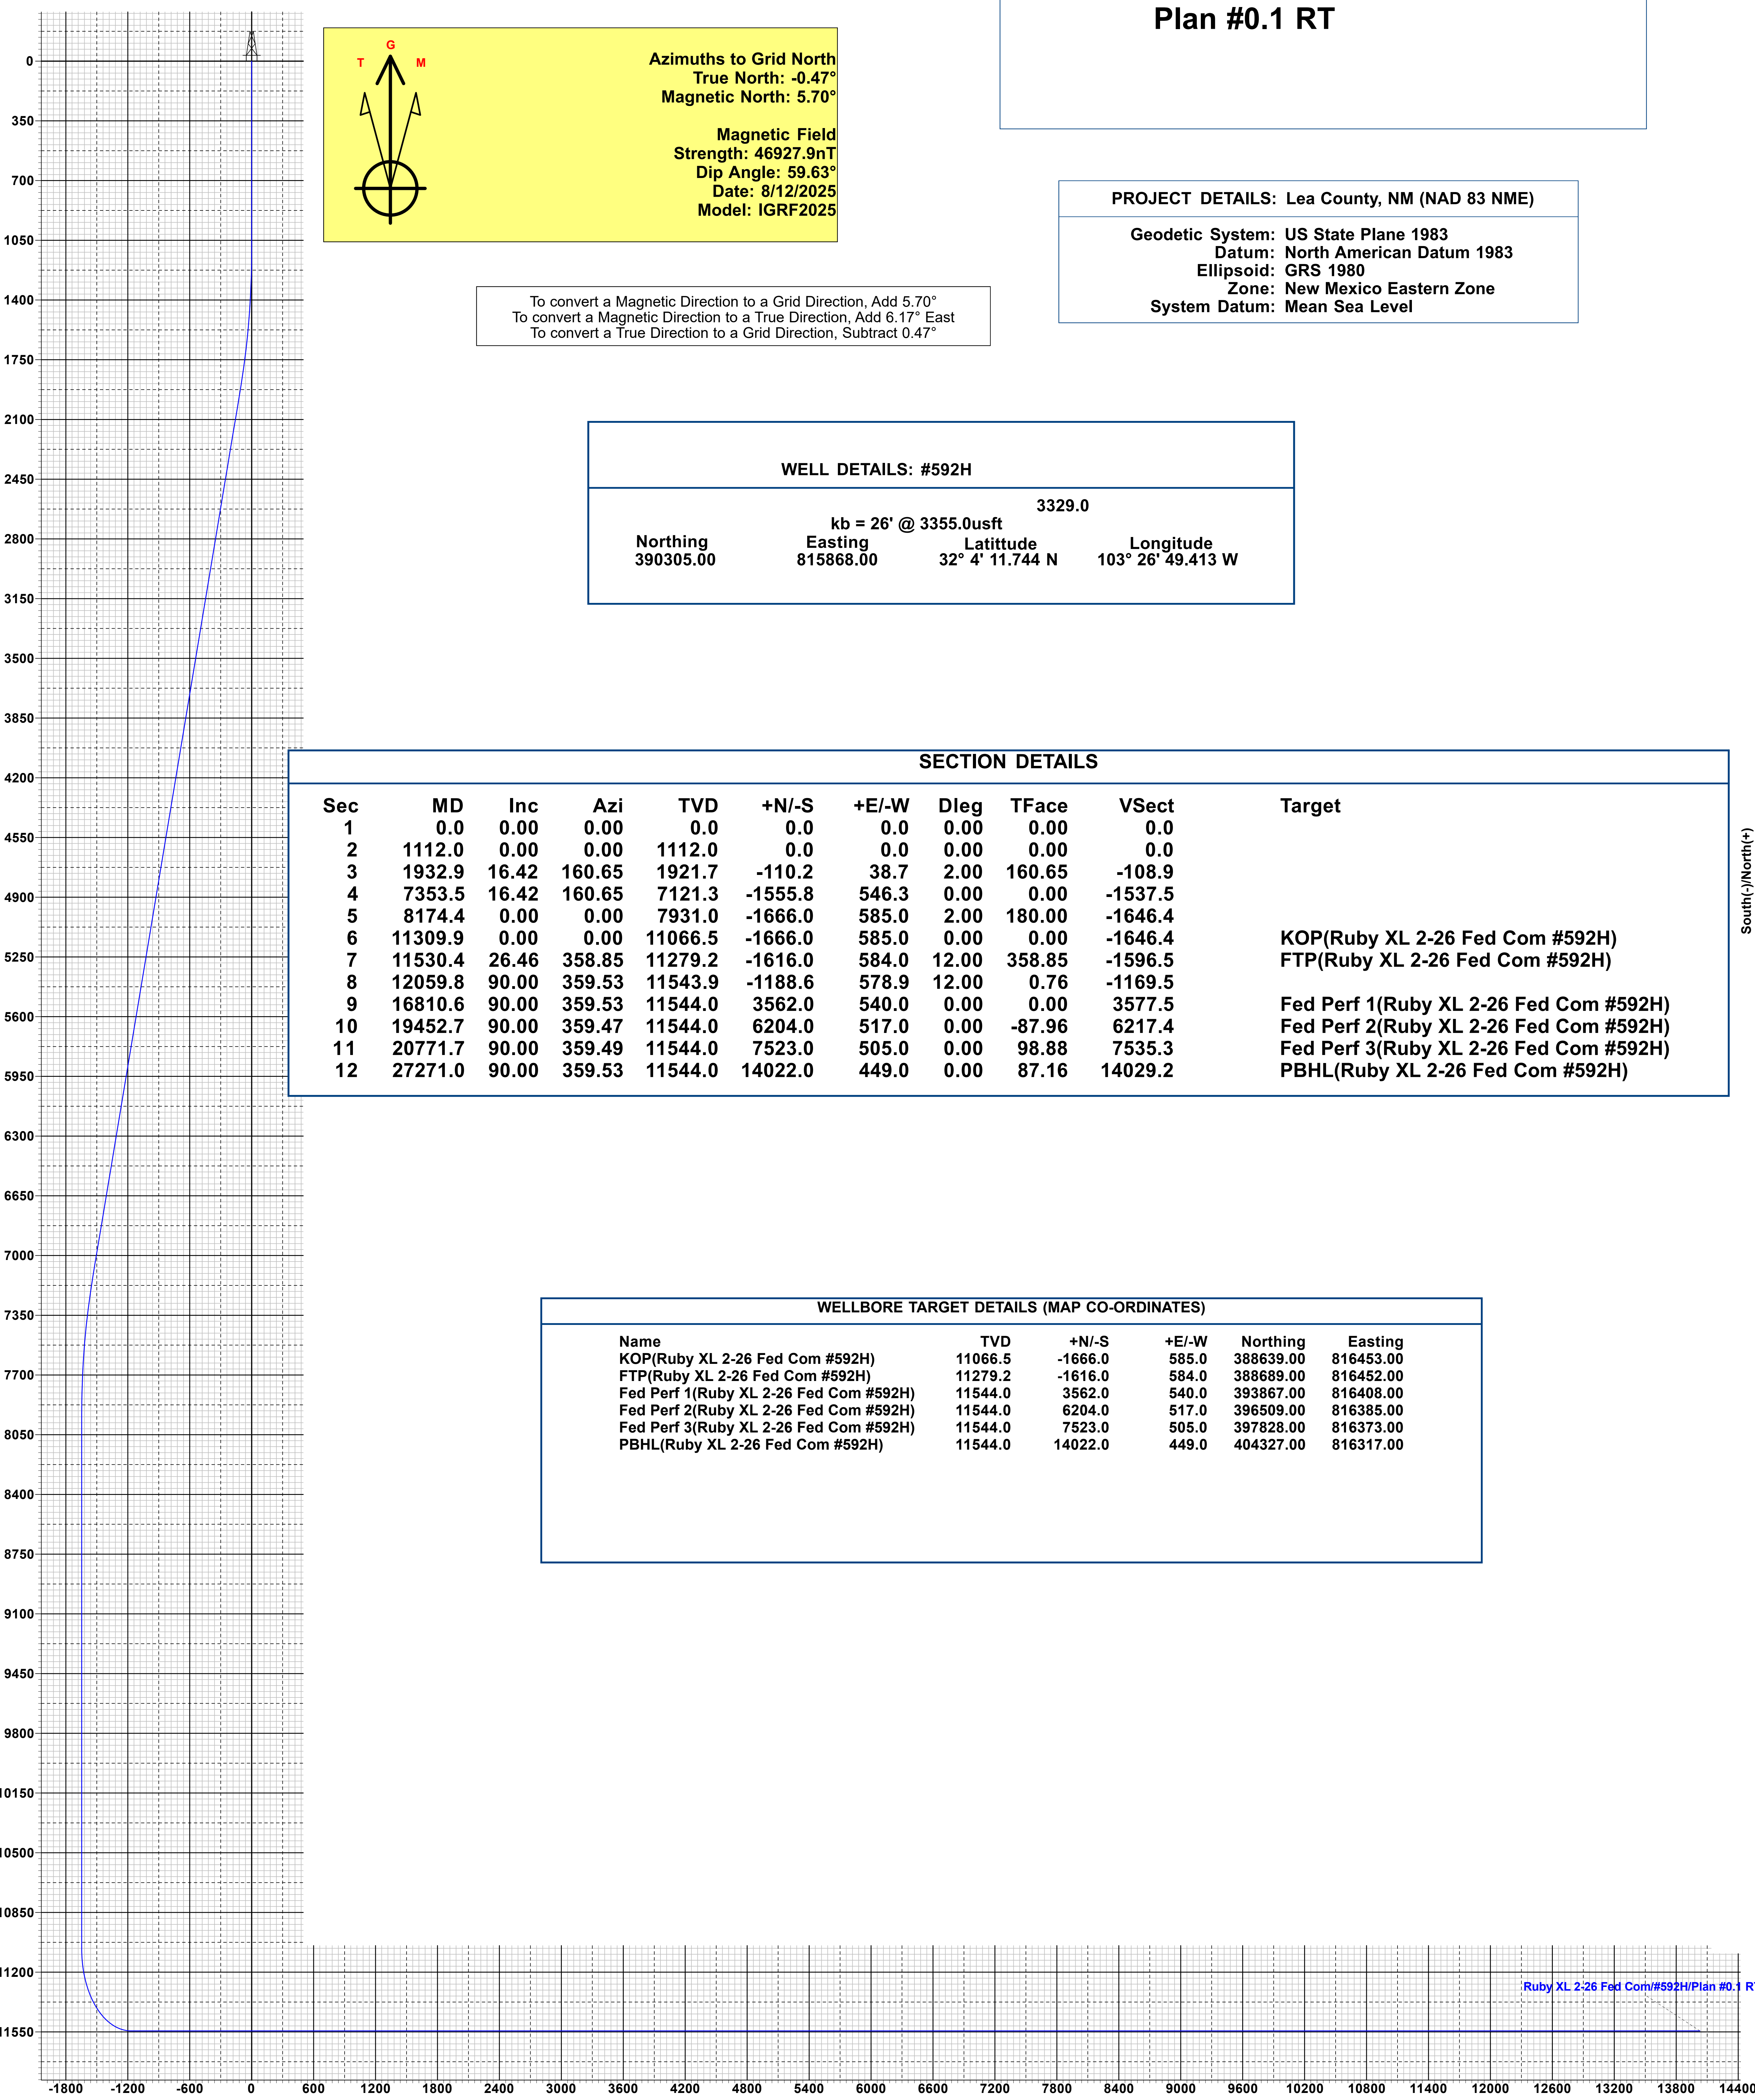 Plan #0.1 RT
G
T M
Azimuths to Grid North
True North: -0.47°
Magnetic North: 5.70°
Magnetic Field
Strength: 46927.9nT
Dip Angle: 59.63°
Date: 8/12/2025
Model: IGRF2025
PROJECT DETAILS: Lea County, NM (NAD 83 NME)
Geodetic System: US State Plane 1983
Datum: North American Datum 1983
Ellipsoid: GRS 1980
Zone: New Mexico Eastern Zone
System Datum: Mean Sea Level
To convert a Magnetic Direction to a Grid Direction, Add 5.70°
To convert a Magnetic Direction to a True Direction, Add 6.17° East
To convert a True Direction to a Grid Direction, Subtract 0.47°
WELL DETAILS: #592H
3329.0
kb = 26' @ 3355.0usft
Northing Easting Latittude Longitude
390305.00 815868.00 32° 4' 11.744 N 103° 26' 49.413 W
SECTION DETAILS
Sec MD Inc Azi TVD +N/-S +E/-W Dleg TFace VSect Target
1 0.0 0.00 0.00 0.0 0.0 0.0 0.00 0.00 0.0
2 1112.0 0.00 0.00 1112.0 0.0 0.0 0.00 0.00 0.0
3 1932.9 16.42 160.65 1921.7 -110.2 38.7 2.00 160.65 -108.9
4 7353.5 16.42 160.65 7121.3 -1555.8 546.3 0.00 0.00 -1537.5
5 8174.4 0.00 0.00 7931.0 -1666.0 585.0 2.00 180.00 -1646.4
6 11309.9 0.00 0.00 11066.5 -1666.0 585.0 0.00 0.00 -1646.4 KOP(Ruby XL 2-26 Fed Com #592H)
7 11530.4 26.46 358.85 11279.2 -1616.0 584.0 12.00 358.85 -1596.5 FTP(Ruby XL 2-26 Fed Com #592H)
8 12059.8 90.00 359.53 11543.9 -1188.6 578.9 12.00 0.76 -1169.5
9 16810.6 90.00 359.53 11544.0 3562.0 540.0 0.00 0.00 3577.5 Fed Perf 1(Ruby XL 2-26 Fed Com #592H)
10 19452.7 90.00 359.47 11544.0 6204.0 517.0 0.00 -87.96 6217.4 Fed Perf 2(Ruby XL 2-26 Fed Com #592H)
11 20771.7 90.00 359.49 11544.0 7523.0 505.0 0.00 98.88 7535.3 Fed Perf 3(Ruby XL 2-26 Fed Com #592H)
12 27271.0 90.00 359.53 11544.0 14022.0 449.0 0.00 87.16 14029.2 PBHL(Ruby XL 2-26 Fed Com #592H)
South(-)/North(+)
WELLBORE TARGET DETAILS (MAP CO-ORDINATES)
Name TVD +N/-S +E/-W Northing Easting
KOP(Ruby XL 2-26 Fed Com #592H) 11066.5 -1666.0 585.0 388639.00 816453.00
FTP(Ruby XL 2-26 Fed Com #592H) 11279.2 -1616.0 584.0 388689.00 816452.00
Fed Perf 1(Ruby XL 2-26 Fed Com #592H) 11544.0 3562.0 540.0 393867.00 816408.00
Fed Perf 2(Ruby XL 2-26 Fed Com #592H) 11544.0 6204.0 517.0 396509.00 816385.00
Fed Perf 3(Ruby XL 2-26 Fed Com #592H) 11544.0 7523.0 505.0 397828.00 816373.00
PBHL(Ruby XL 2-26 Fed Com #592H) 11544.0 14022.0 449.0 404327.00 816317.00
0
350
700
1050
1400
1750
2100
2450
2800
3150
3500
3850
4200
4550
4900
5250
5600
5950
6300
6650
7000
7350
7700
8050
8400
8750
9100
9450
9800
10150
10500
10850
11200
11550
Ruby XL 2-26 Fed Com/#592H/Plan #0.1 RT
-1800 -1200 -600 0 600 1200 1800 2400 3000 3600 4200 4800 5400 6000 6600 7200 7800 8400 9000 9600 10200 10800 11400 12000 12600 13200 13800 14400